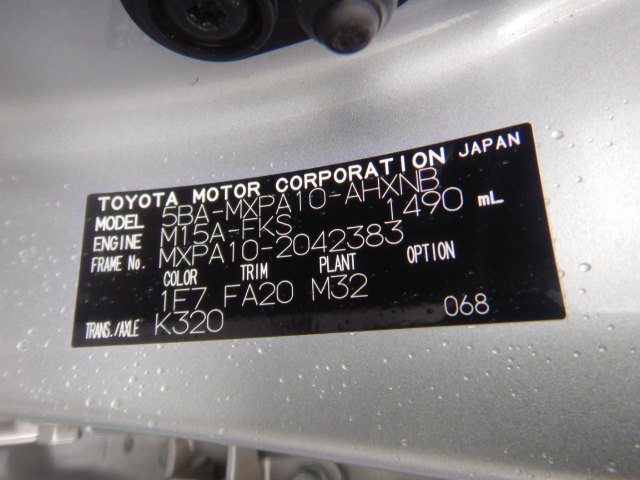 TOYOTA MOTOR CORPORATION JAPAN
MODEL 5BA-MXPA10-AHXNB
ENGINE M15A-FKS 1490 mL
FRAME No. MXPA10-2042383
COLOR TRIM PLANT OPTION
1F7 FA20 M32
TRANS./AXLE K320 068